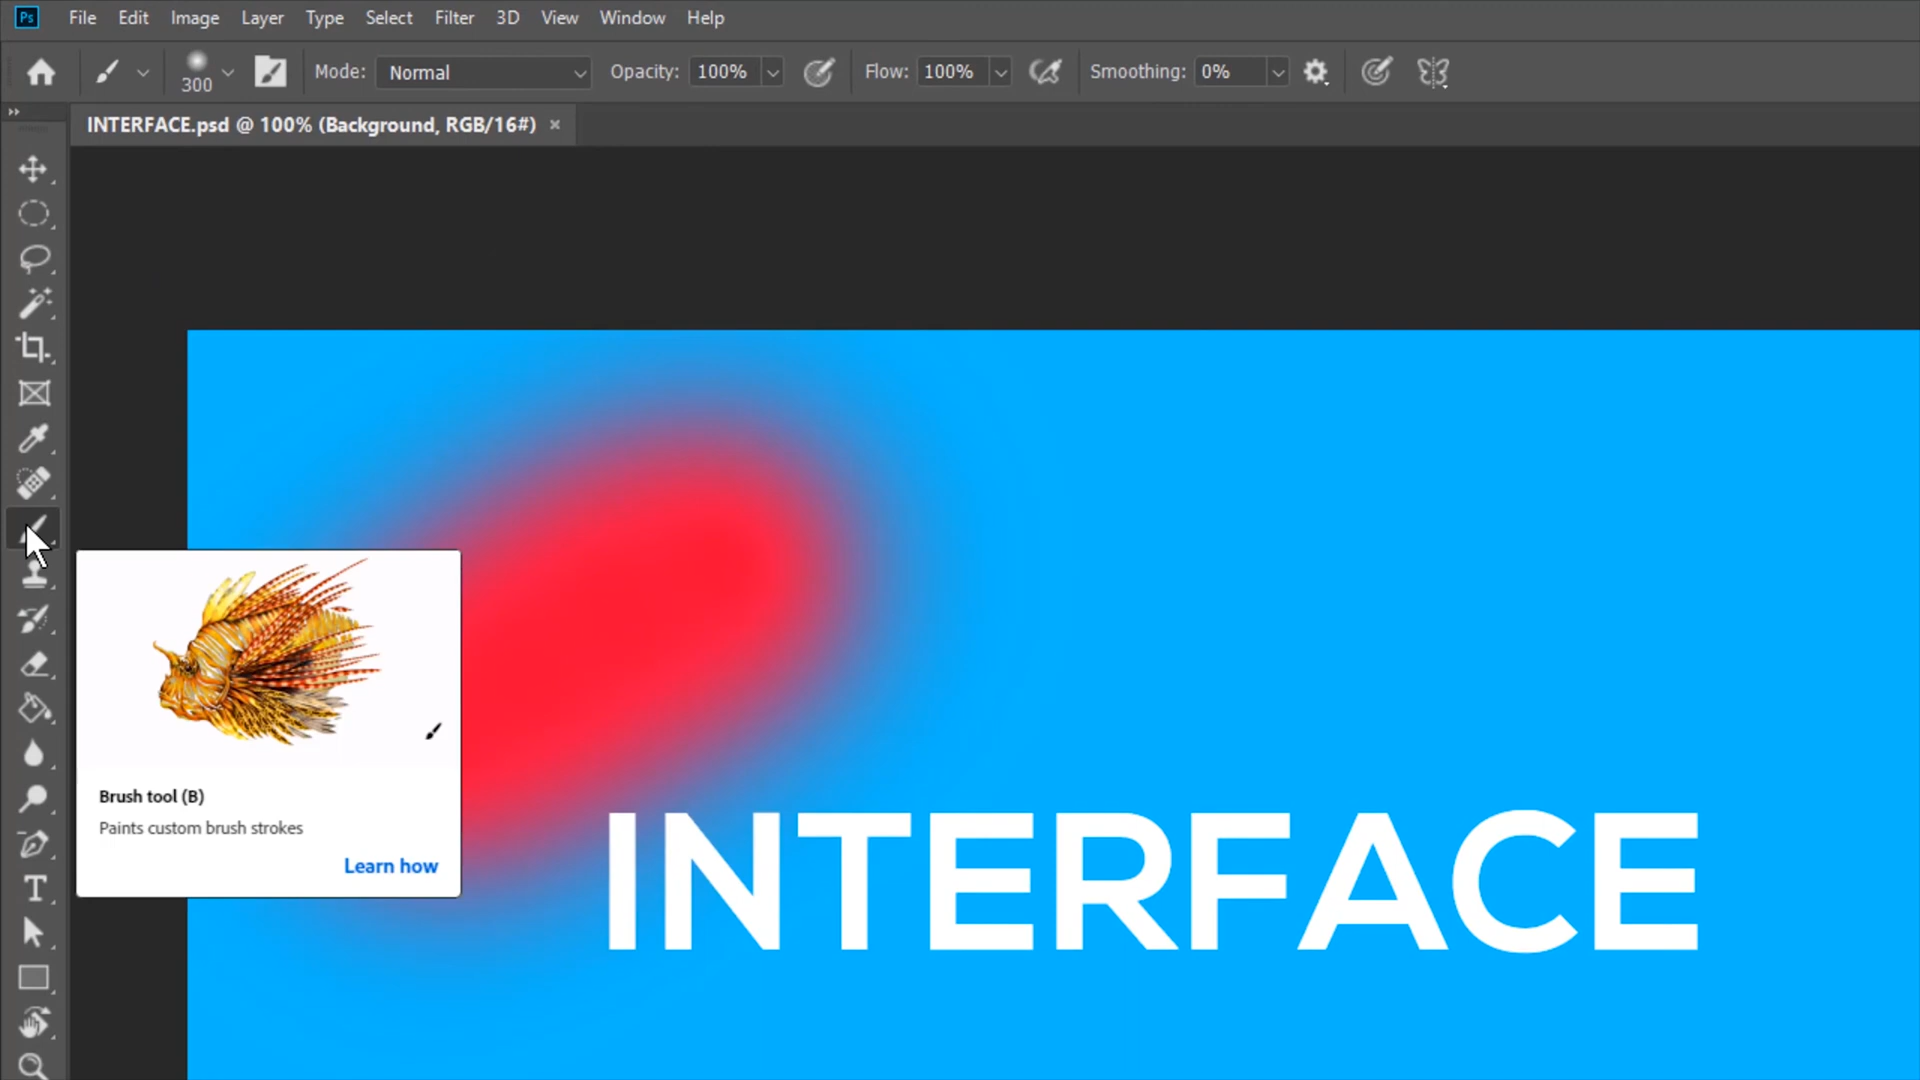 Ps File Edit Image Layer Type Select Filter 3D View Window Help
300 Mode: Normal Opacity: 100% Flow: 100% Smoothing: 0%
INTERFACE.psd @ 100% (Background, RGB/16#) ×
Brush tool (B)
Paints custom brush strokes
Learn how
T
INTERFACE